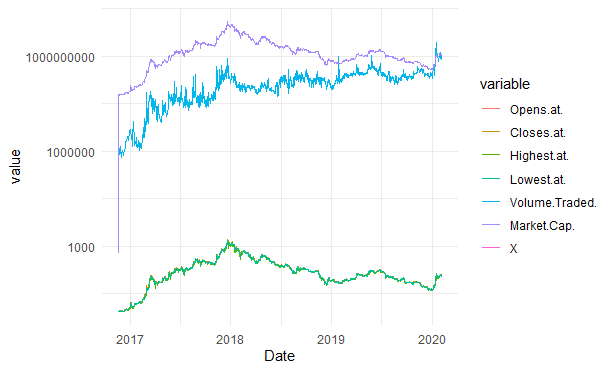 1000000000
1000000
1000
value
2017 2018 2019 2020
Date
variable
Opens.at.
Closes.at.
Highest.at.
Lowest.at.
Volume.Traded.
Market.Cap.
X